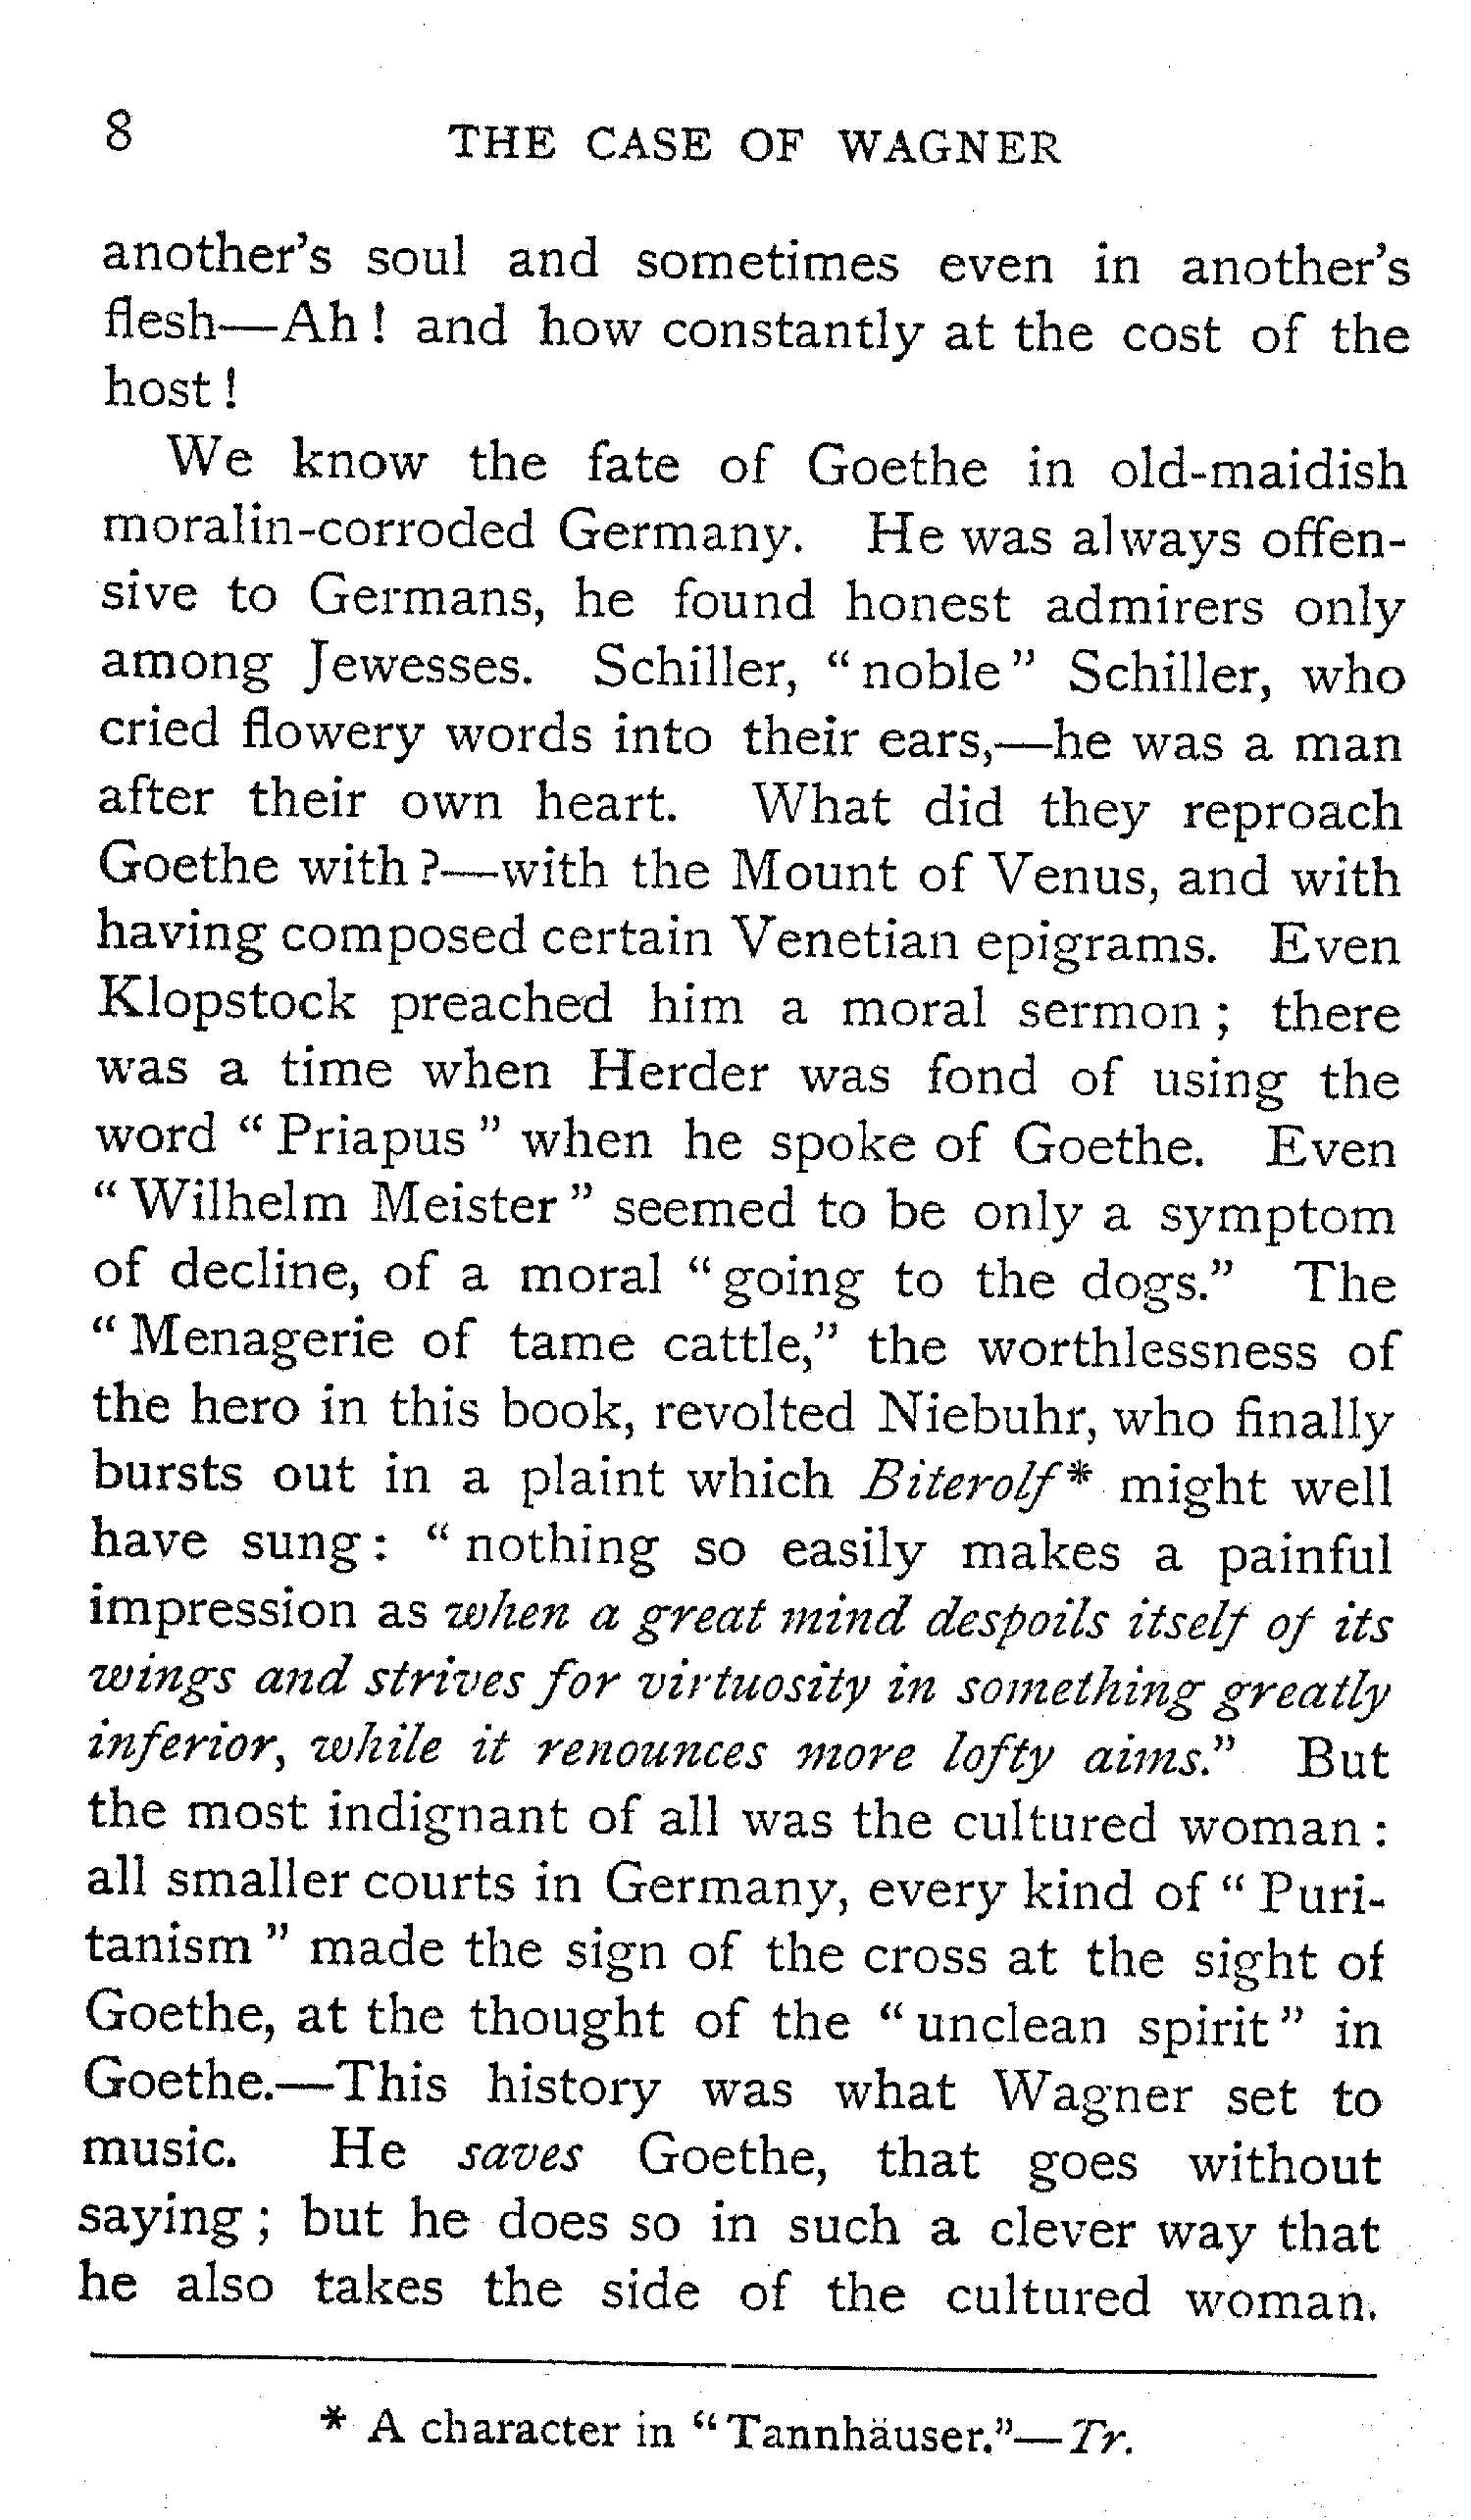 8 THE CASE OF WAGNER
another's soul and sometimes even in another's
flesh—Ah! and how constantly at the cost of the
host!
We know the fate of Goethe in old-maidish
moralin-corroded Germany. He was always offen-
sive to Germans, he found honest admirers only
among Jewesses. Schiller, "noble" Schiller, who
cried flowery words into their ears,—he was a man
after their own heart. What did they reproach
Goethe with?—with the Mount of Venus, and with
having composed certain Venetian epigrams. Even
Klopstock preached him a moral sermon; there
was a time when Herder was fond of using the
word "Priapus" when he spoke of Goethe. Even
"Wilhelm Meister" seemed to be only a symptom
of decline, of a moral "going to the dogs." The
"Menagerie of tame cattle," the worthlessness of
the hero in this book, revolted Niebuhr, who finally
bursts out in a plaint which Biterolf* might well
have sung: "nothing so easily makes a painful
impression as when a great mind despoils itself of its
wings and strives for virtuosity in something greatly
inferior, while it renounces more lofty aims." But
the most indignant of all was the cultured woman:
all smaller courts in Germany, every kind of "Puri-
tanism" made the sign of the cross at the sight of
Goethe, at the thought of the "unclean spirit" in
Goethe.—This history was what Wagner set to
music. He saves Goethe, that goes without
saying; but he does so in such a clever way that
he also takes the side of the cultured woman.
* A character in "Tannhäuser."—Tr.